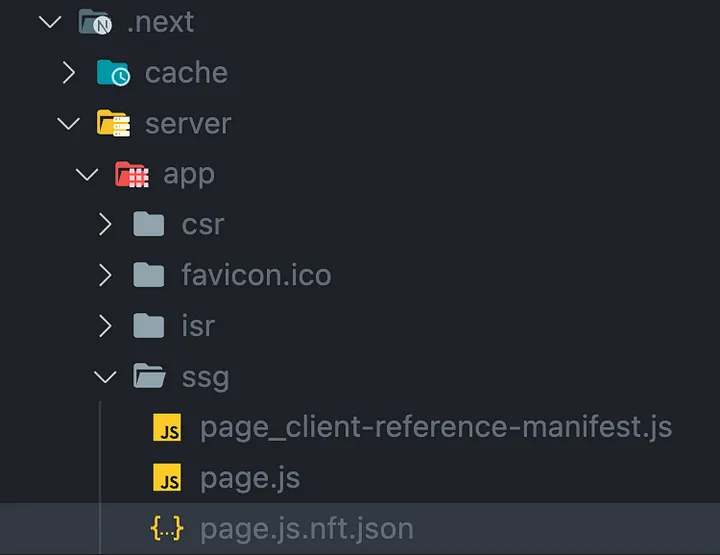 .next
cache
server
app
csr
favicon.ico
isr
ssg
JS page_client-reference-manifest.js
JS page.js
{...} page.js.nft.json